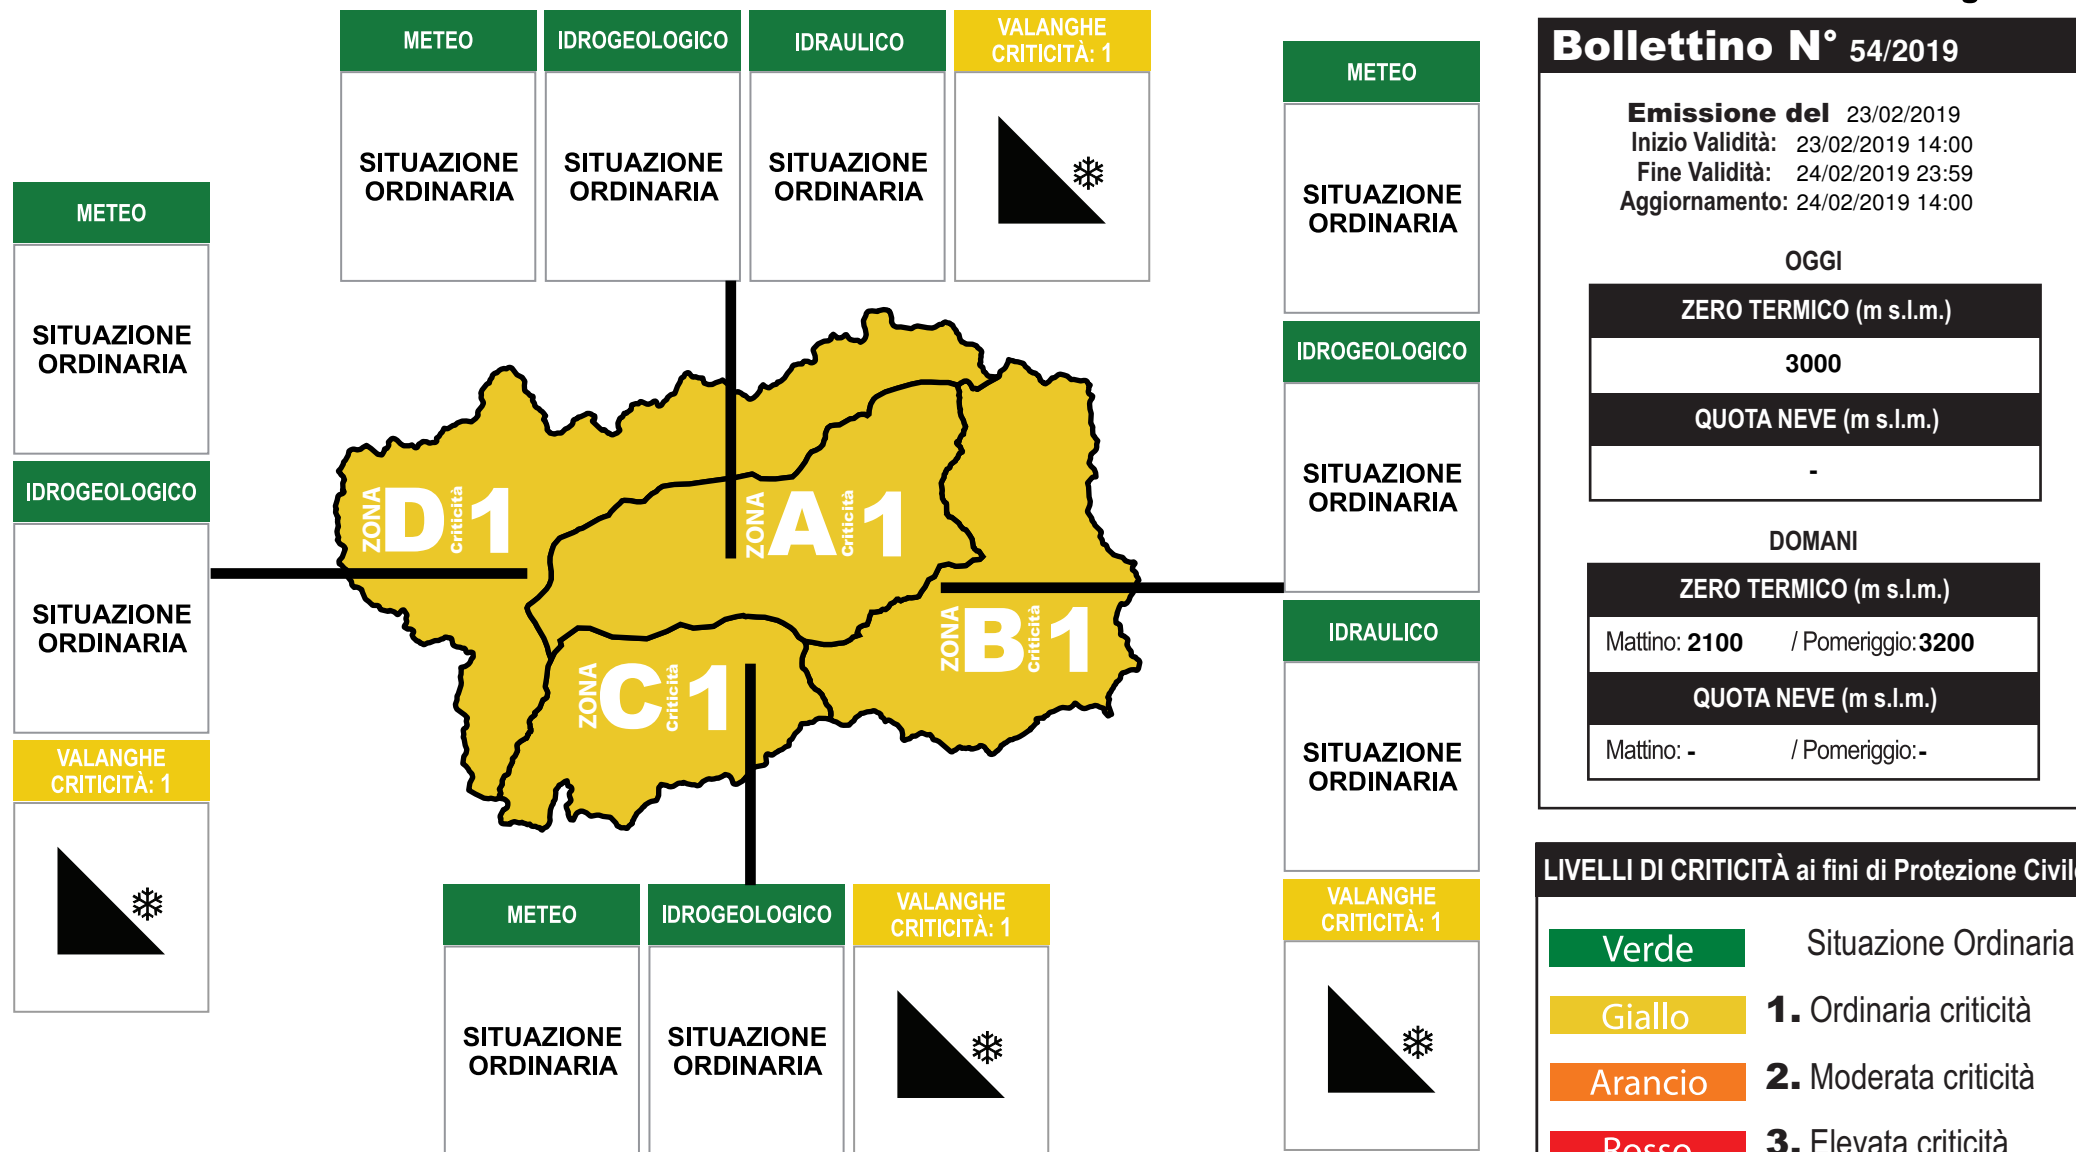 METEO
IDROGEOLOGICO
IDRAULICO
VALANGHE
CRITICITÀ: 1
SITUAZIONE
ORDINARIA
SITUAZIONE
ORDINARIA
SITUAZIONE
ORDINARIA
METEO
SITUAZIONE
ORDINARIA
IDROGEOLOGICO
SITUAZIONE
ORDINARIA
VALANGHE
CRITICITÀ: 1
ZONA D Criticità 1
ZONA A Criticità 1
ZONA B Criticità 1
ZONA C Criticità 1
METEO
IDROGEOLOGICO
VALANGHE
CRITICITÀ: 1
SITUAZIONE
ORDINARIA
SITUAZIONE
ORDINARIA
METEO
SITUAZIONE
ORDINARIA
IDROGEOLOGICO
SITUAZIONE
ORDINARIA
IDRAULICO
SITUAZIONE
ORDINARIA
VALANGHE
CRITICITÀ: 1
Bollettino N° 54/2019
Emissione del 23/02/2019
Inizio Validità: 23/02/2019 14:00
Fine Validità: 24/02/2019 23:59
Aggiornamento: 24/02/2019 14:00
OGGI
ZERO TERMICO (m s.l.m.)
3000
QUOTA NEVE (m s.l.m.)
-
DOMANI
ZERO TERMICO (m s.l.m.)
Mattino: 2100 / Pomeriggio: 3200
QUOTA NEVE (m s.l.m.)
Mattino: - / Pomeriggio: -
LIVELLI DI CRITICITÀ ai fini di Protezione Civile
Verde Situazione Ordinaria
Giallo 1. Ordinaria criticità
Arancio 2. Moderata criticità
Rosso 3. Elevata criticità